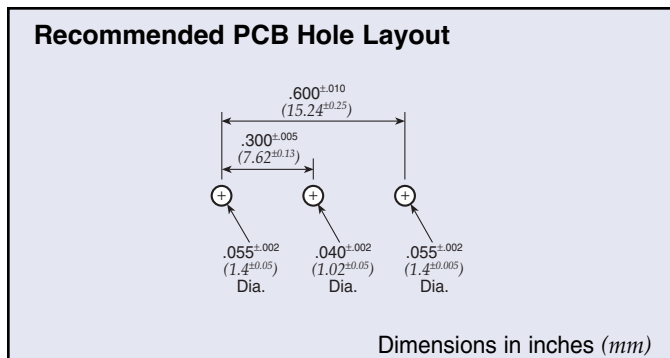 Recommended PCB Hole Layout
.600±.010
(15.24±0.25)
.300±.005
(7.62±0.13)
.055±.002
(1.4±0.05)
Dia.
.040±.002
(1.02±0.05)
Dia.
.055±.002
(1.4±0.005)
Dia.
Dimensions in inches (mm)